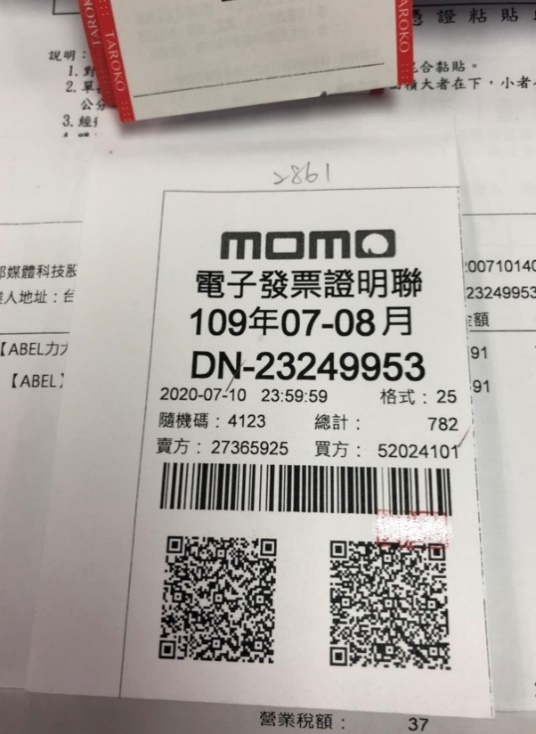 憑證粘貼
TAROKO
TAROKO
說明：
1. 對
合黏貼。
2. 單
積大者在下，小者
公分
3. 經
2861
momo
電子發票證明聯
109年07-08月
DN-23249953
2020-07-10 23:59:59 格式：25
隨機碼：4123 總計： 782
賣方：27365925 買方：52024101
邦媒體科技股
人地址：台
【ABEL力
【ABEL】
200710140
23249953
金額
91
91
營業稅額： 37